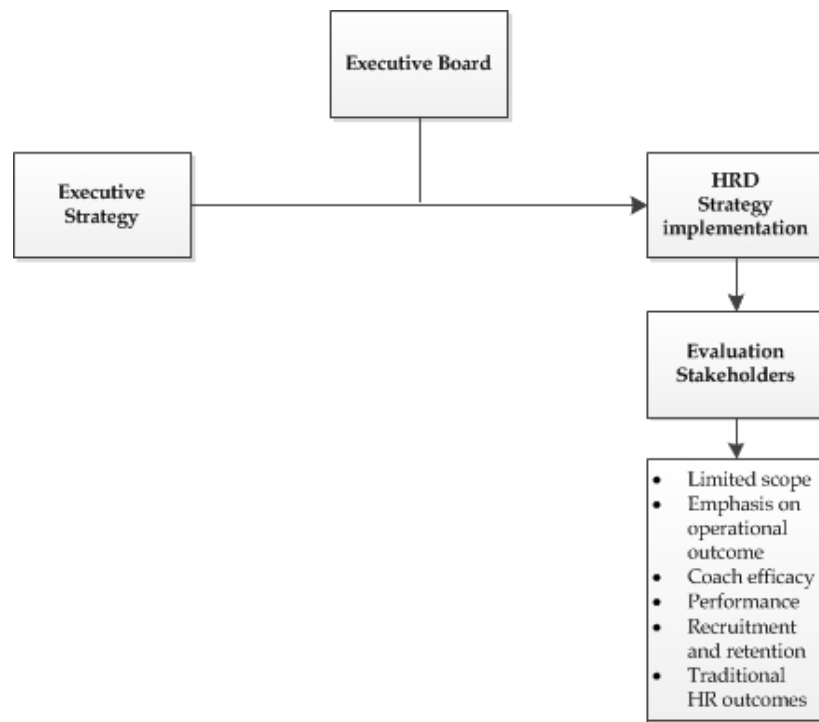 Executive Board
Executive
Strategy
HRD
Strategy
implementation
Evaluation
Stakeholders
• Limited scope
• Emphasis on
operational
outcome
• Coach efficacy
• Performance
• Recruitment
and retention
• Traditional
HR outcomes